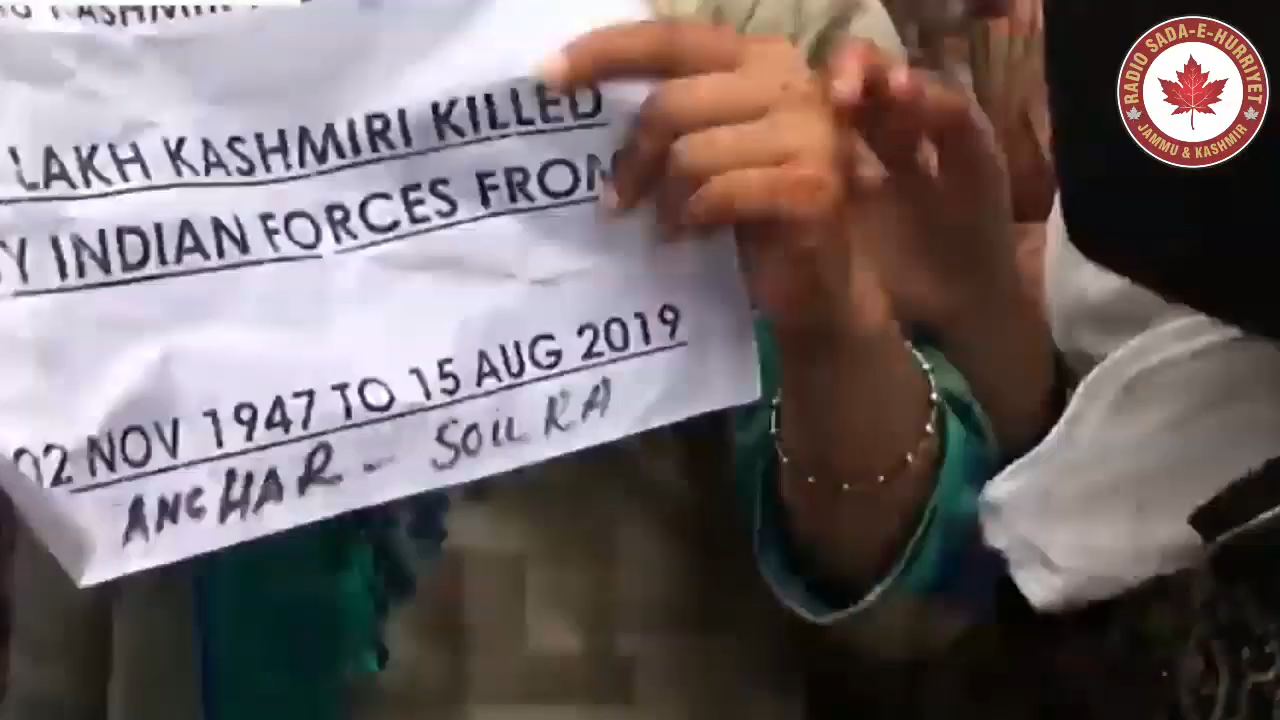 KASHMIRI
LAKH KASHMIRI KILLED
Y INDIAN FORCES FROM
02 NOV 1947 TO 15 AUG 2019
ANCHAR - SOURA
RADIO SADA-E-HURRIYET
JAMMU & KASHMIR